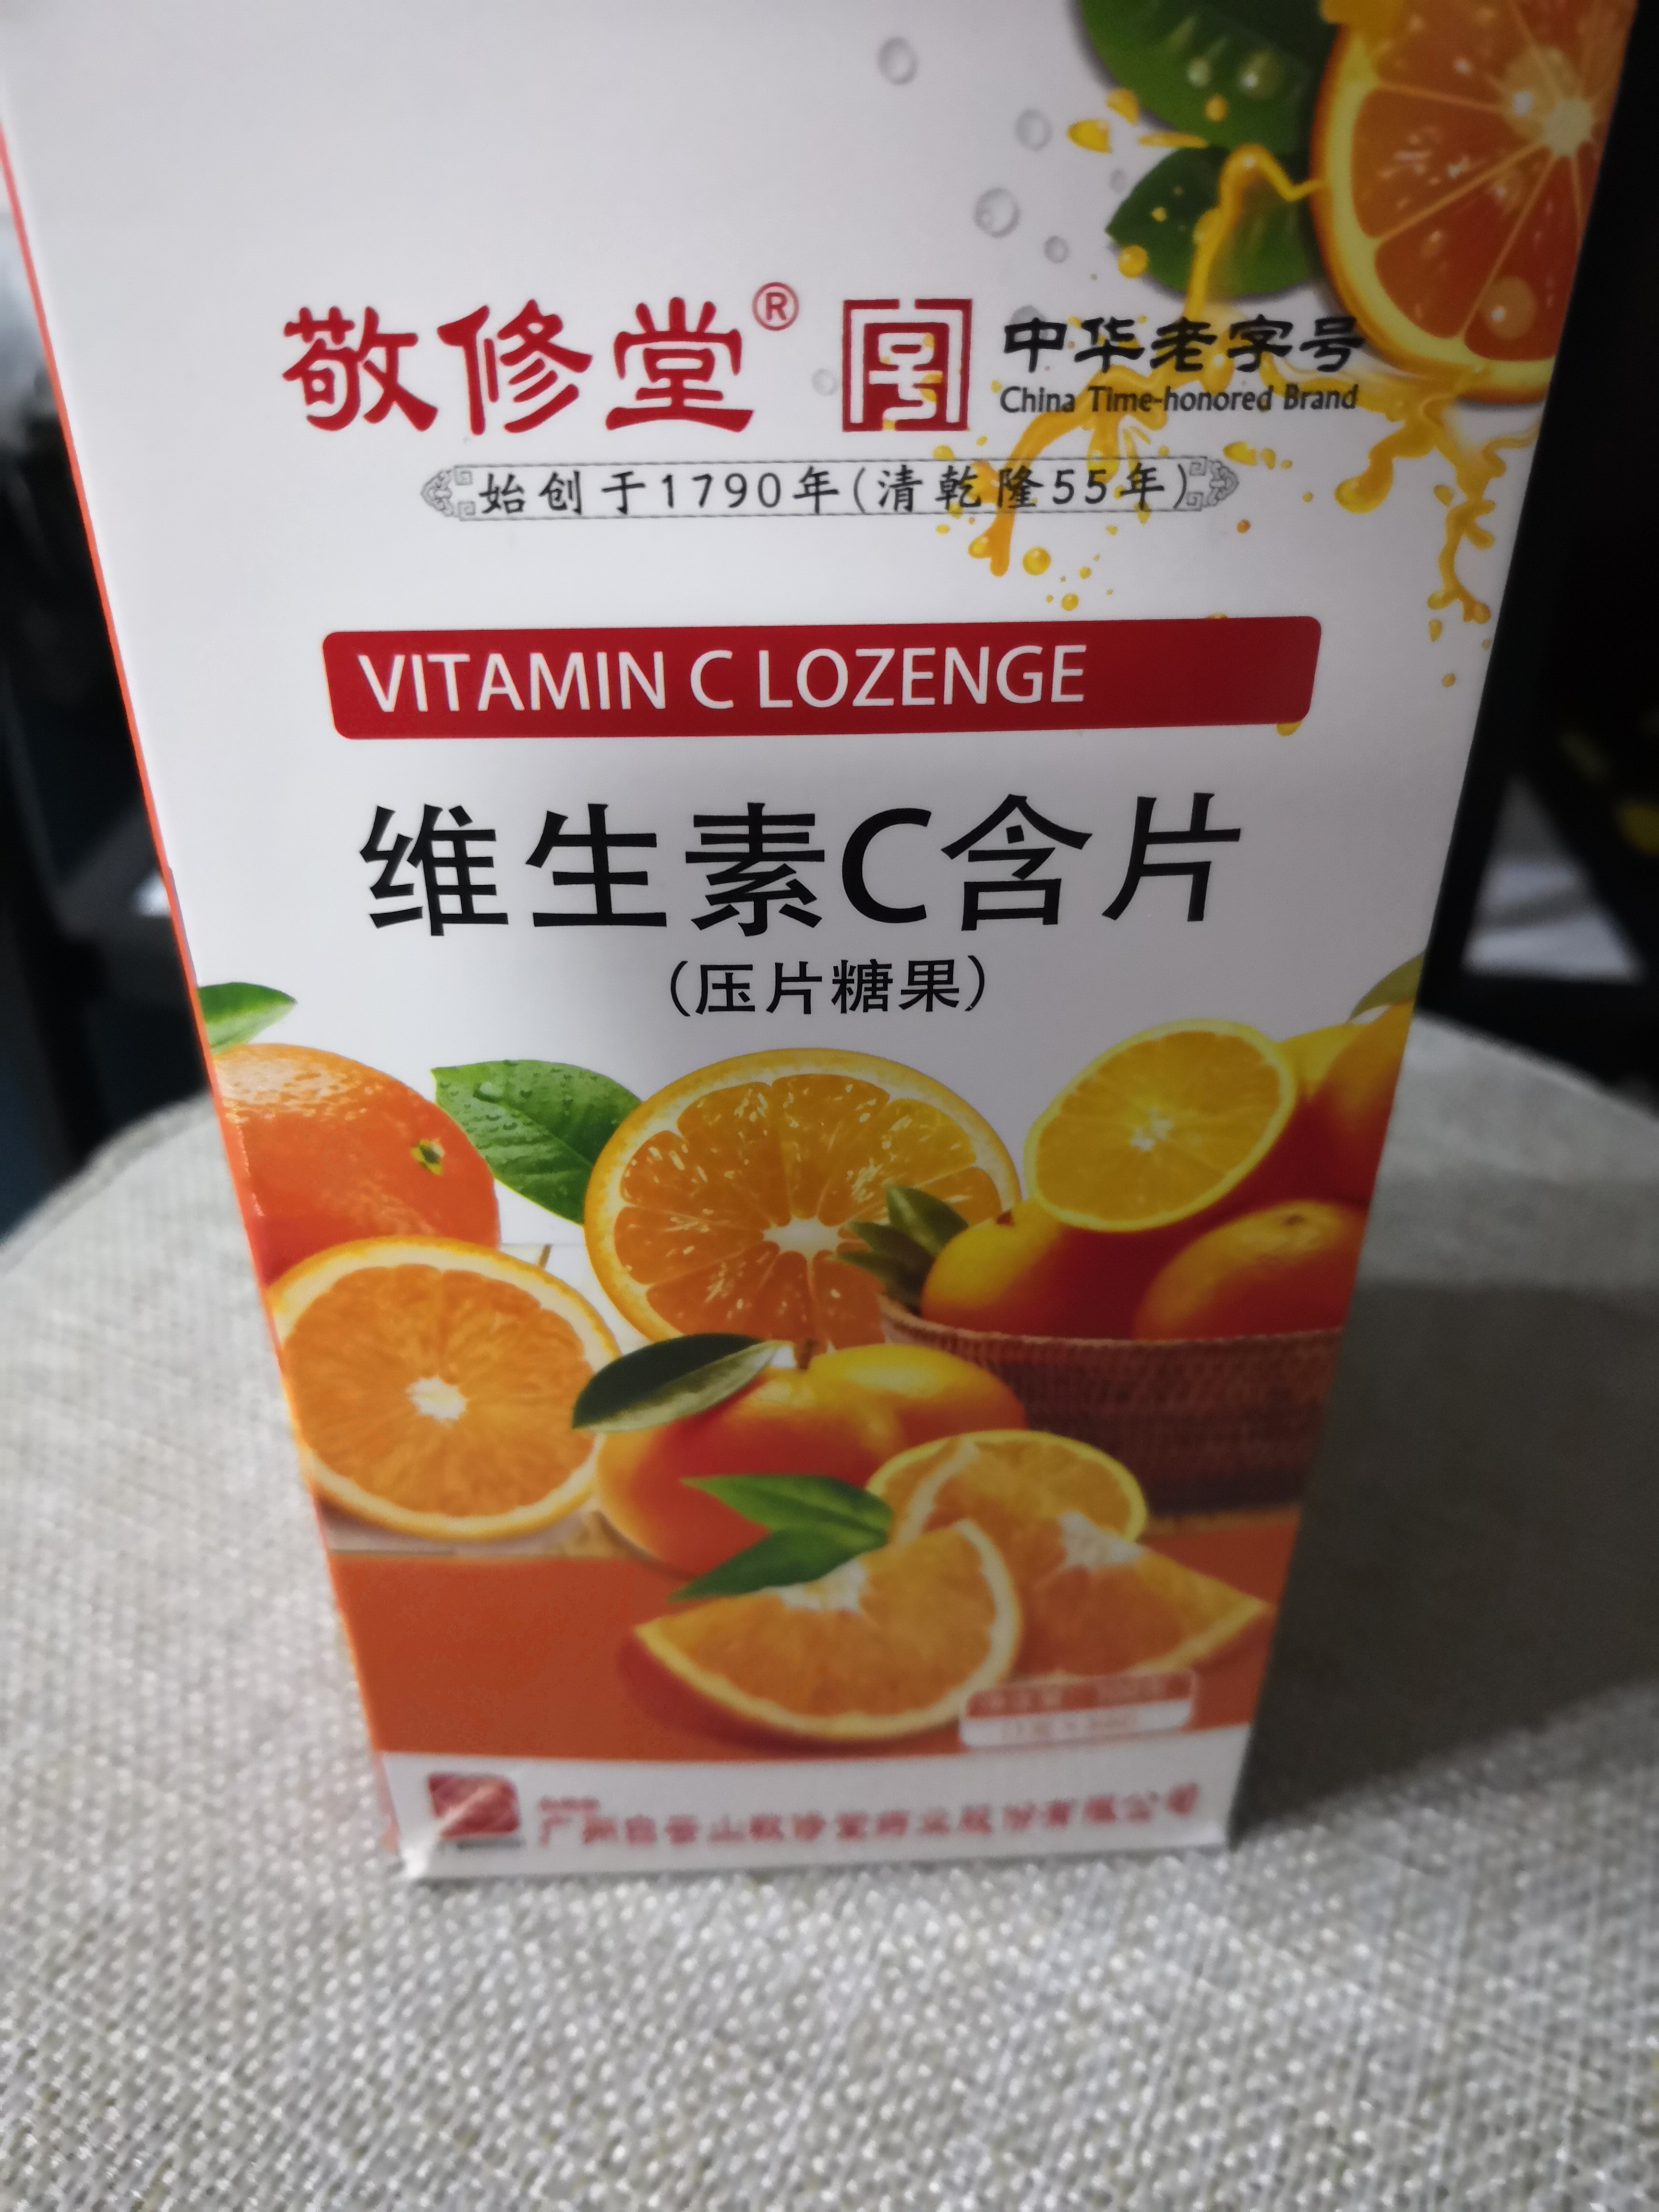 敬修堂® 中华老字号
China Time-honored Brand
始创于1790年(清乾隆55年)
VITAMIN C LOZENGE
维生素C含片
(压片糖果)